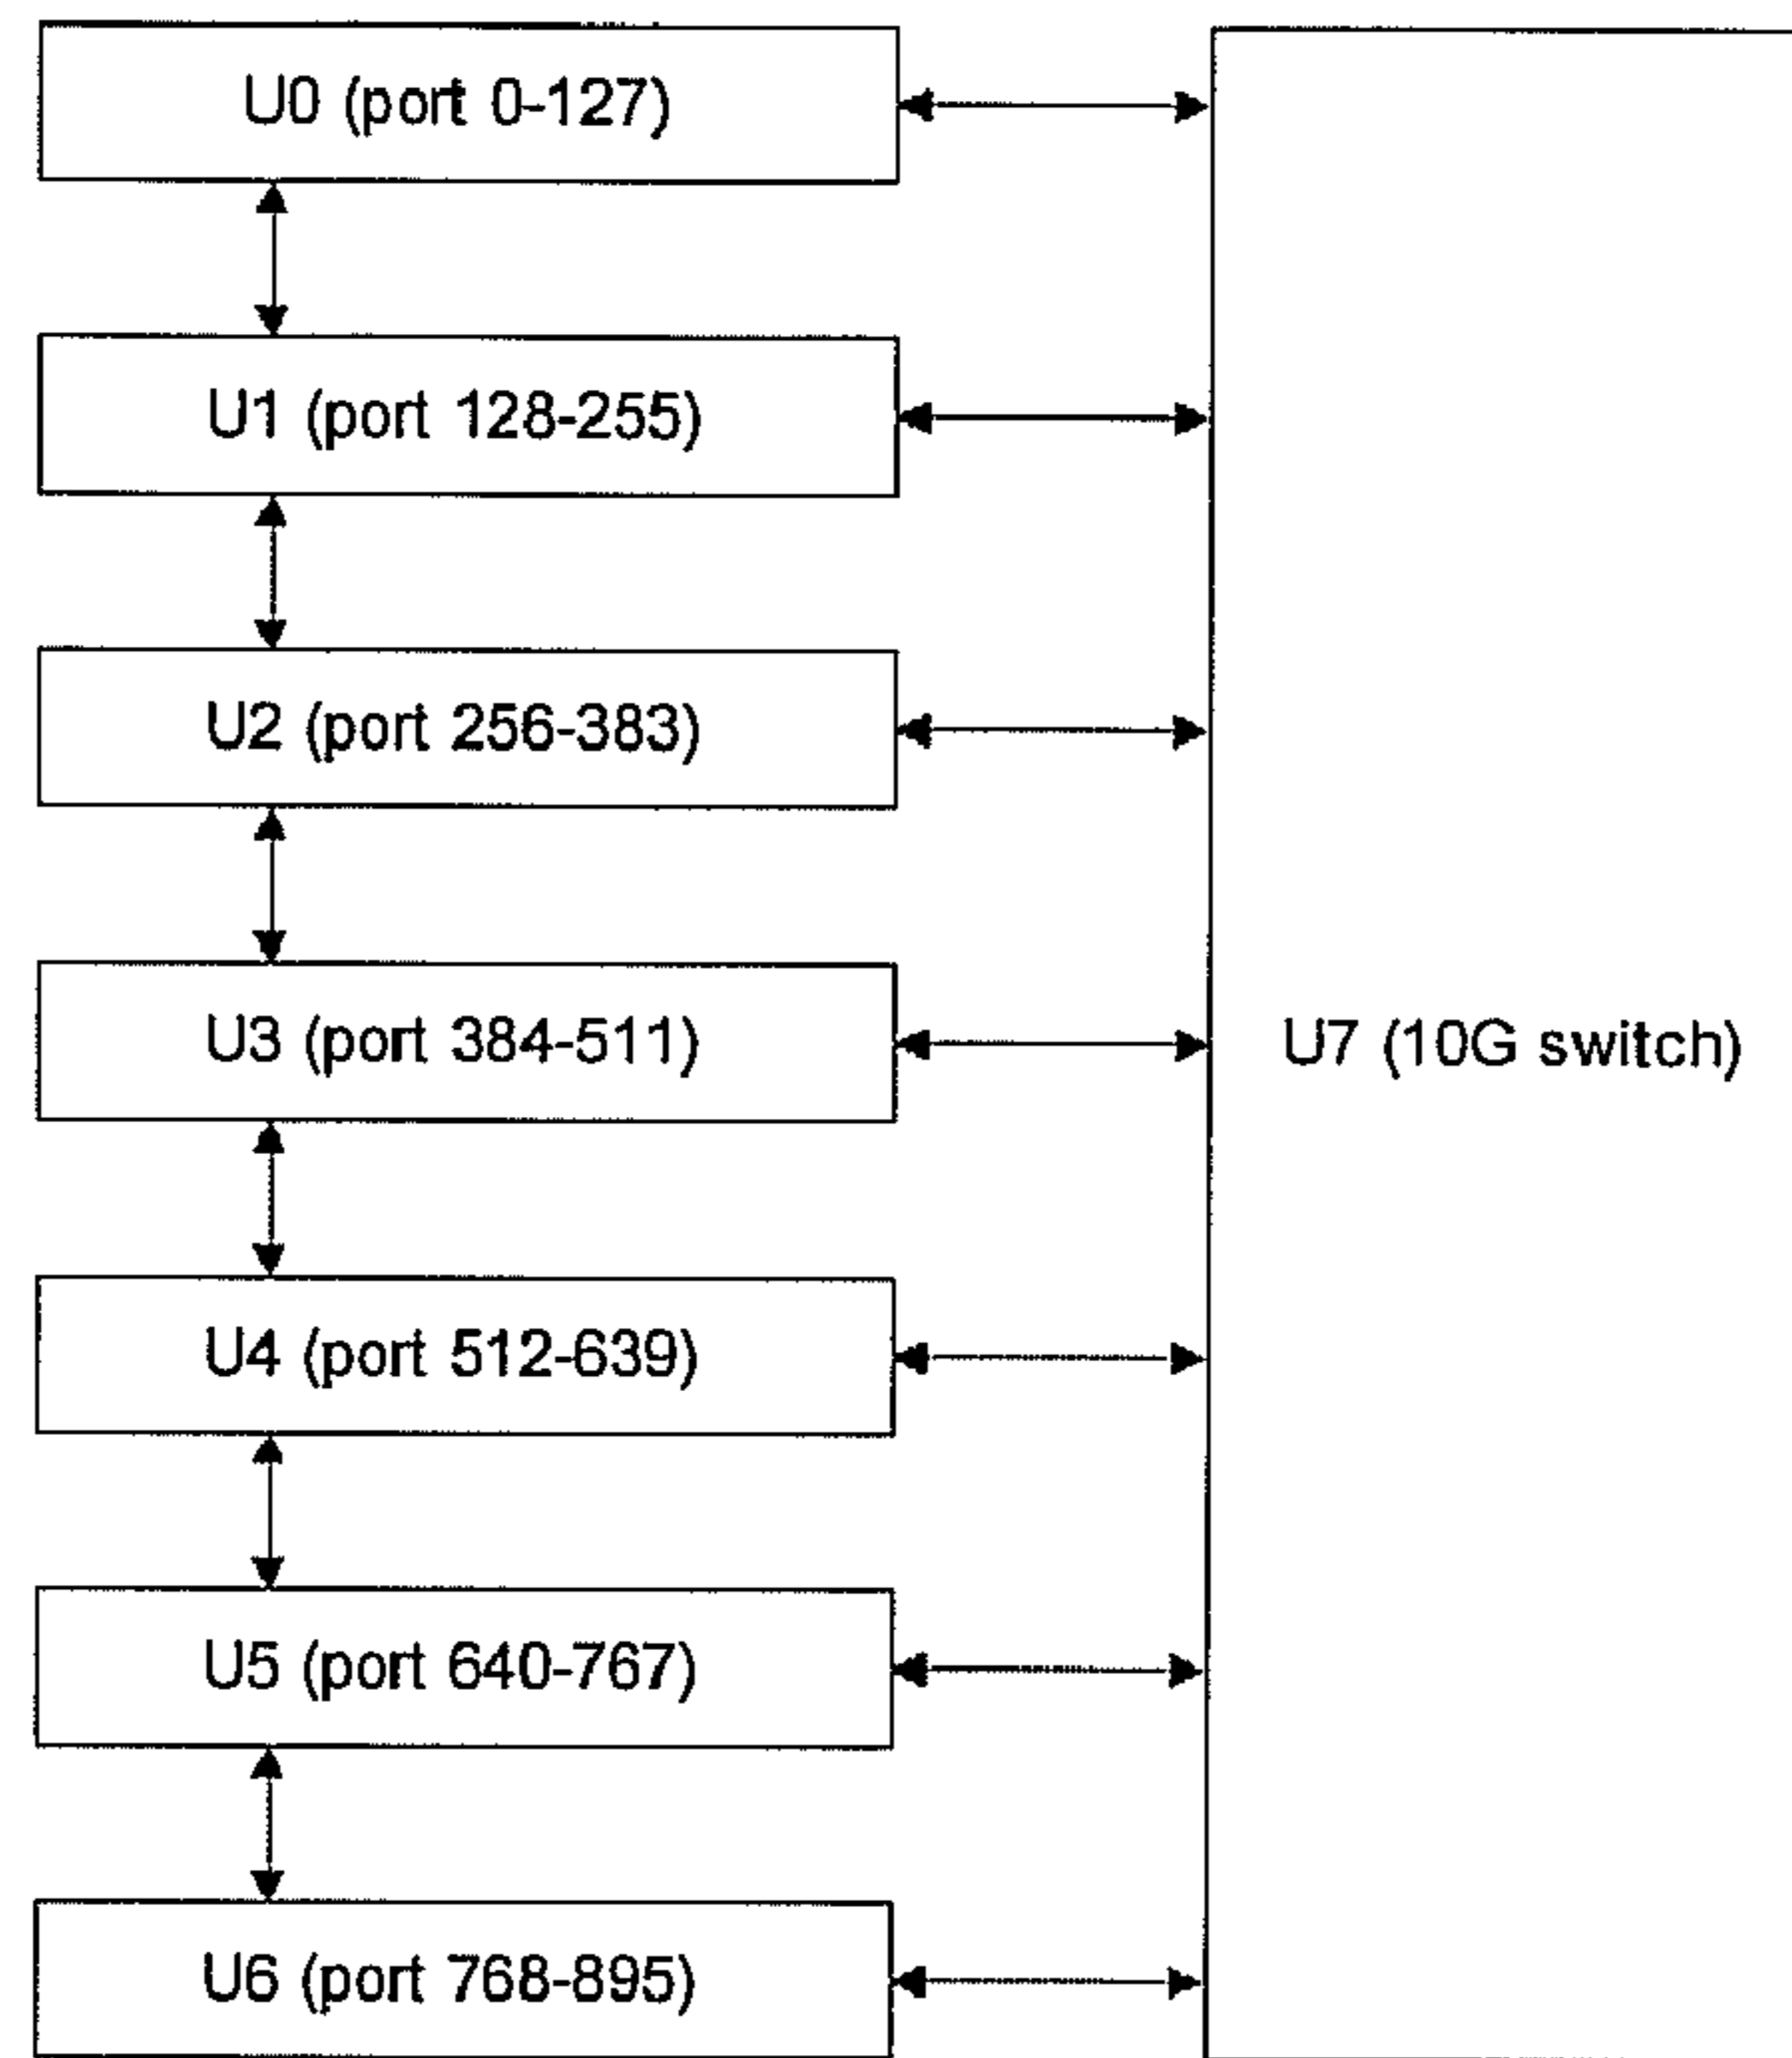 U0 (port 0-127)
U1 (port 128-255)
U2 (port 256-383)
U3 (port 384-511)
U7 (10G switch)
U4 (port 512-639)
U5 (port 640-767)
U6 (port 768-895)